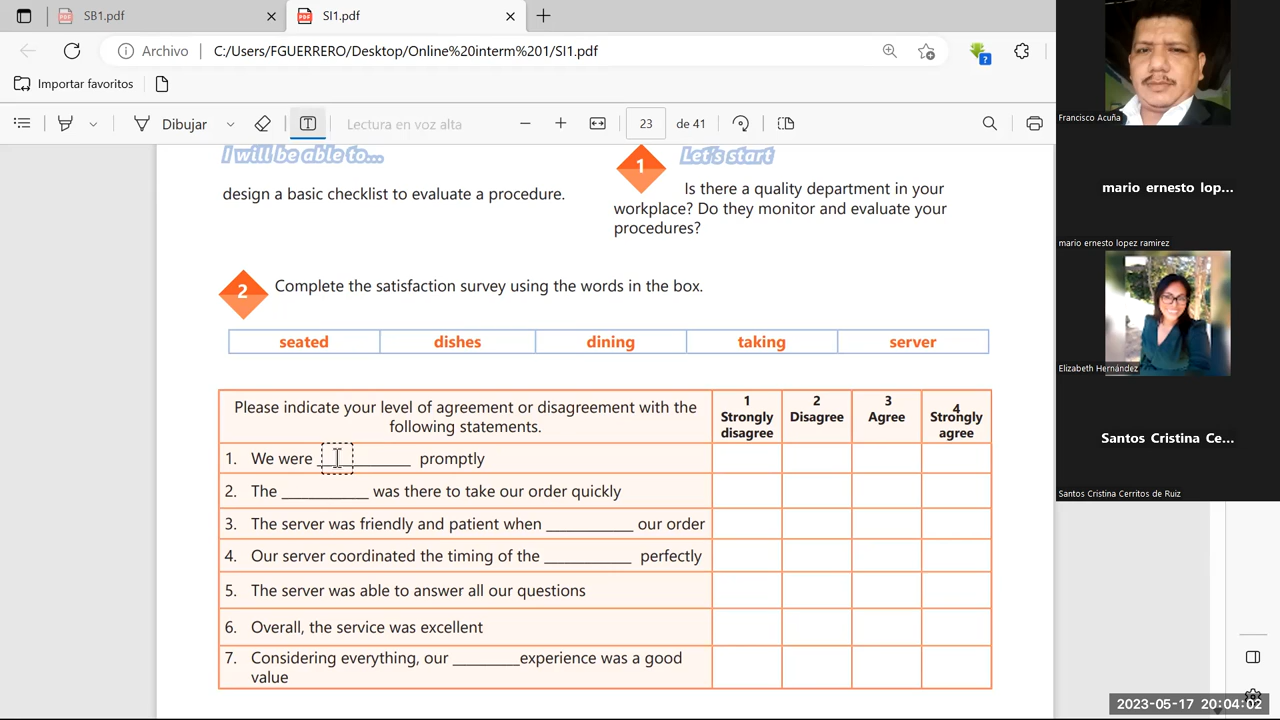 SB1.pdf
SI1.pdf
Archivo
C:/Users/FGUERRERO/Desktop/Online%20interm%201/SI1.pdf
Importar favoritos
Dibujar
Lectura en voz alta
23
de 41
I will be able to...
design a basic checklist to evaluate a procedure.
1
Let's start
Is there a quality department in your
workplace? Do they monitor and evaluate your
procedures?
2
Complete the satisfaction survey using the words in the box.
seated dishes dining taking server
Please indicate your level of agreement or disagreement with the
following statements.
1
Strongly
disagree
2
Disagree
3
Agree
4
Strongly
agree
1. We were ___________ promptly
2. The __________ was there to take our order quickly
3. The server was friendly and patient when __________ our order
4. Our server coordinated the timing of the __________ perfectly
5. The server was able to answer all our questions
6. Overall, the service was excellent
7. Considering everything, our ________experience was a good
value
Francisco Acuña
mario ernesto lop...
mario ernesto lopez ramirez
Elizabeth Hernández
Santos Cristina Ce...
Santos Cristina Cerritos de Ruiz
2023-05-17 20:04:02